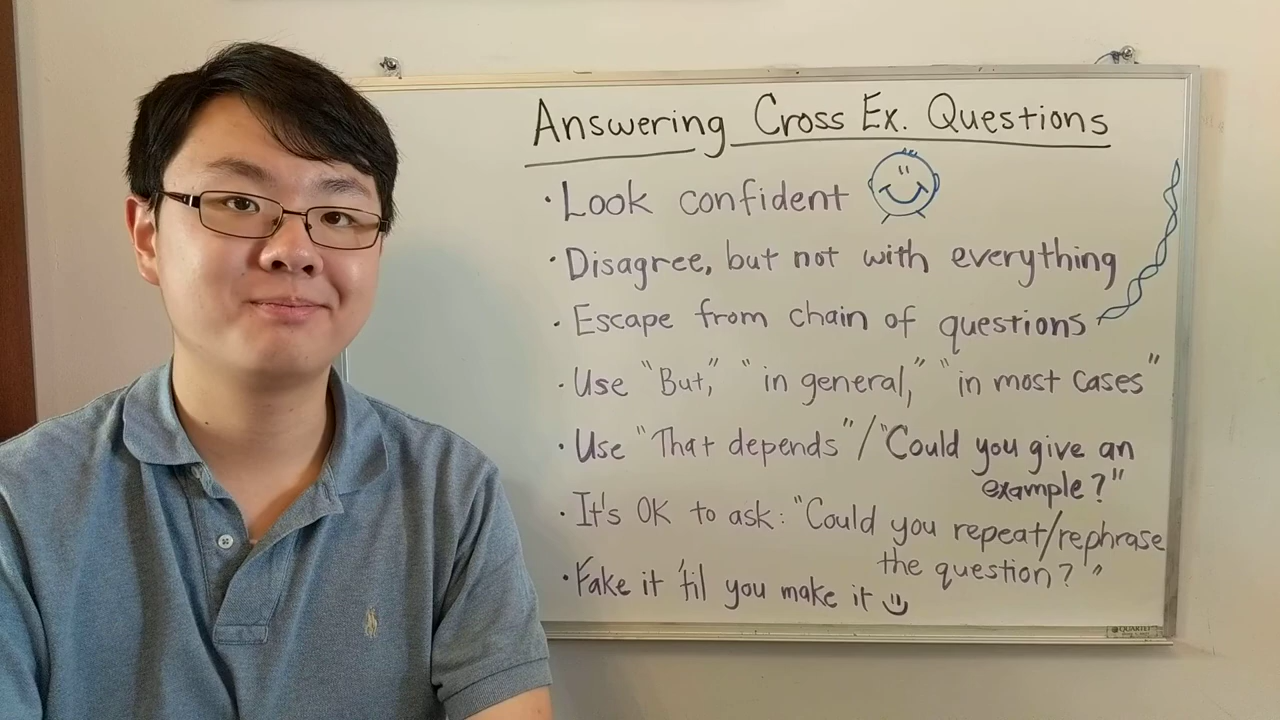 Answering Cross Ex. Questions
• Look confident
• Disagree, but not with everything
• Escape from chain of questions
• Use "But," "in general," "in most cases"
• Use "That depends" / "Could you give an
example?"
• It's OK to ask: "Could you repeat/rephrase
the question?"
• Fake it 'til you make it
QUARTET